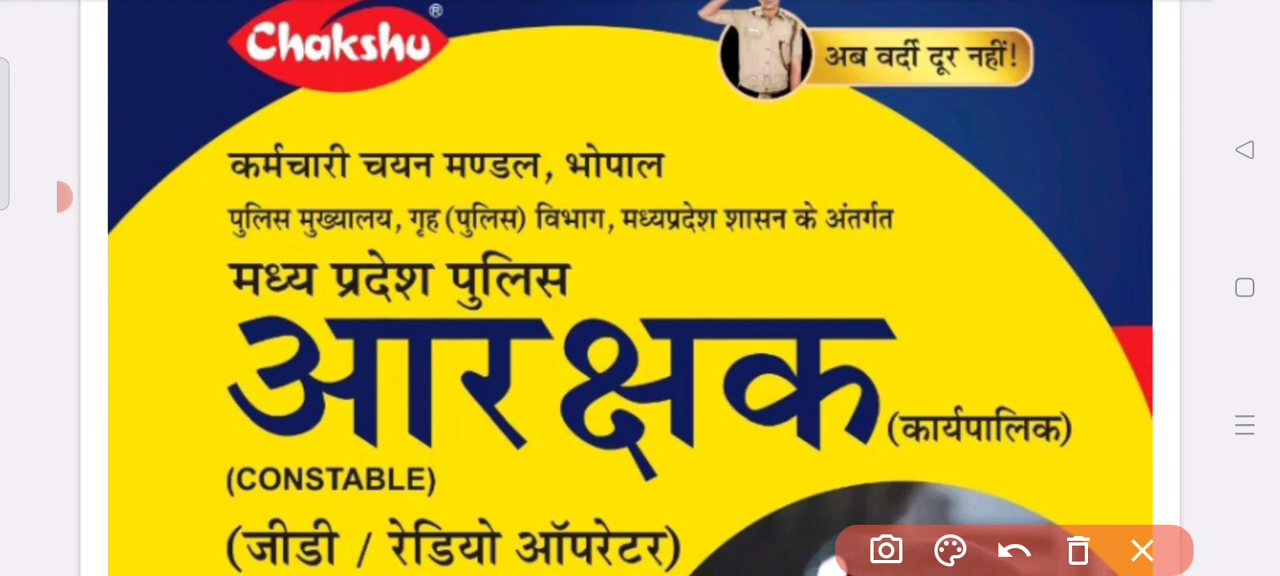 Chakshu®
अब वर्दी दूर नहीं!
कर्मचारी चयन मण्डल, भोपाल
पुलिस मुख्यालय, गृह (पुलिस) विभाग, मध्यप्रदेश शासन के अंतर्गत
मध्य प्रदेश पुलिस
आरक्षक (कार्यपालिक)
(CONSTABLE)
(जीडी / रेडियो ऑपरेटर)